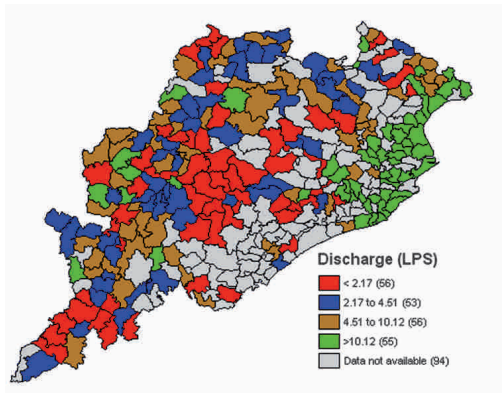 Discharge (LPS)
< 2.17 (56)
2.17 to 4.51 (53)
4.51 to 10.12 (56)
>10.12 (55)
Data not available (94)